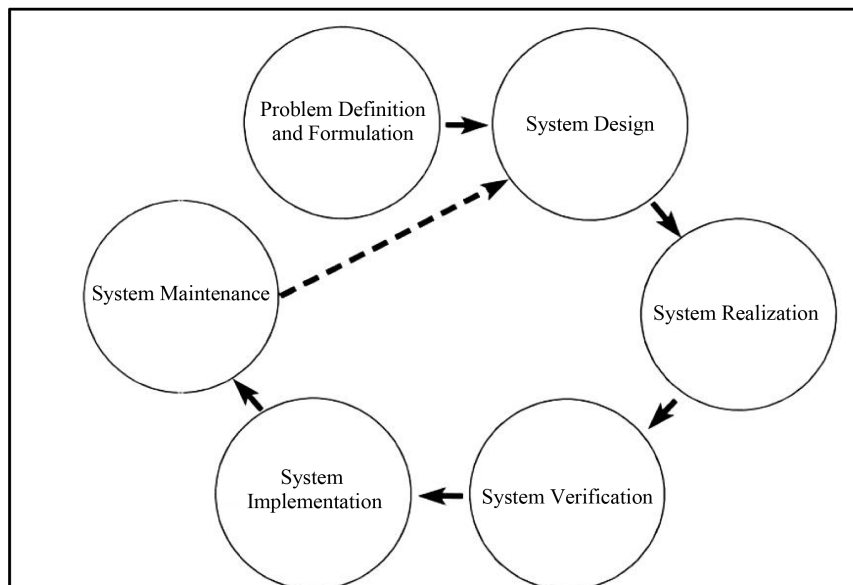 Problem Definition
and Formulation
System Design
System Realization
System Verification
System
Implementation
System Maintenance